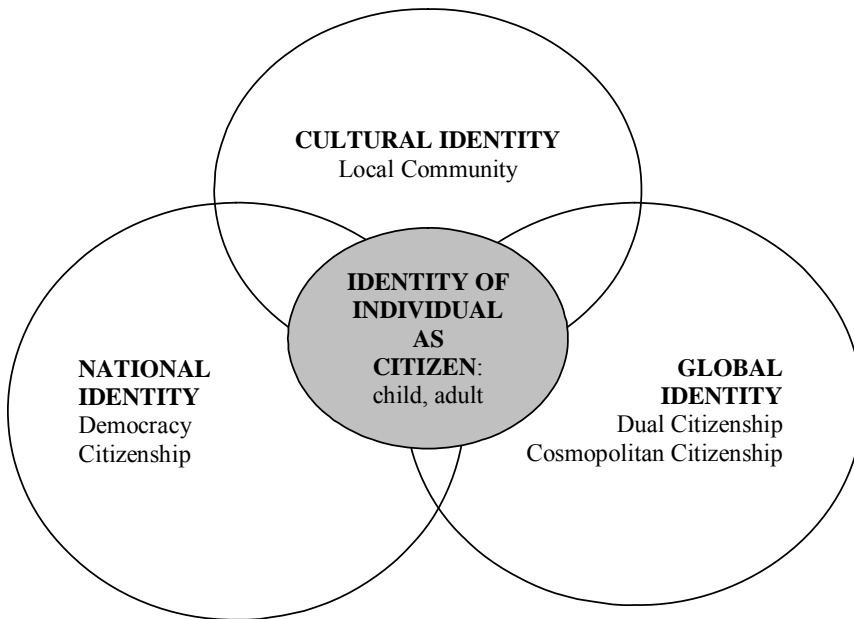 CULTURAL IDENTITY
Local Community
IDENTITY OF
INDIVIDUAL
AS
CITIZEN:
child, adult
NATIONAL
IDENTITY
Democracy
Citizenship
GLOBAL
IDENTITY
Dual Citizenship
Cosmopolitan Citizenship